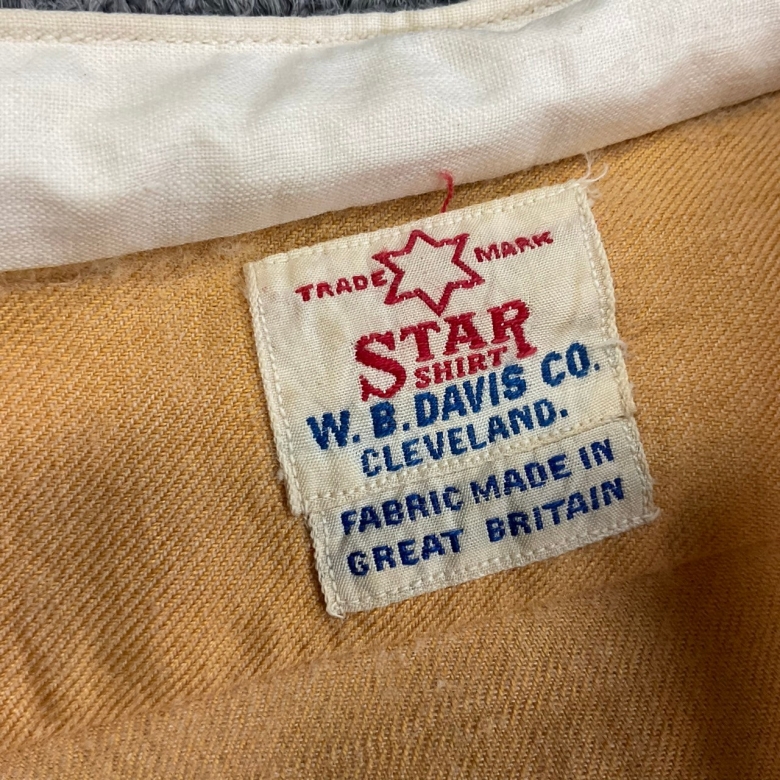 TRADE MARK
STAR
SHIRT
W. B. DAVIS CO.
CLEVELAND.
FABRIC MADE IN
GREAT BRITAIN